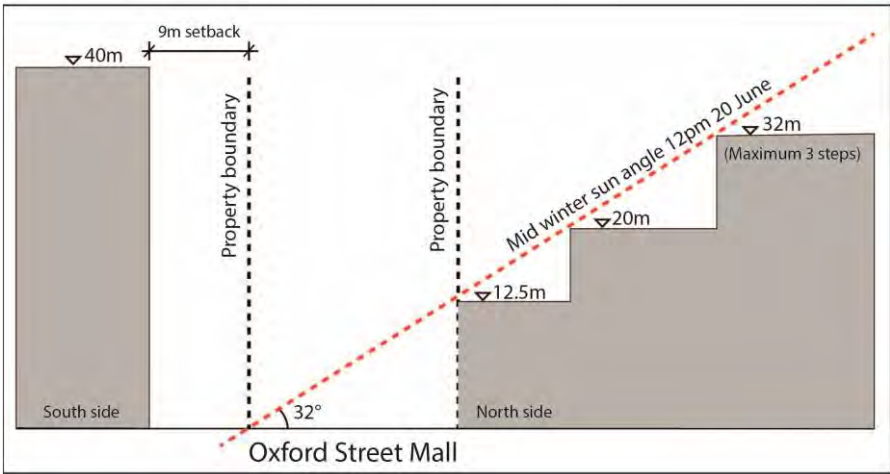 9m setback
40m
Property boundary
Property boundary
Mid winter sun angle 12pm 20 June
32m
(Maximum 3 steps)
20m
12.5m
South side
32°
North side
Oxford Street Mall